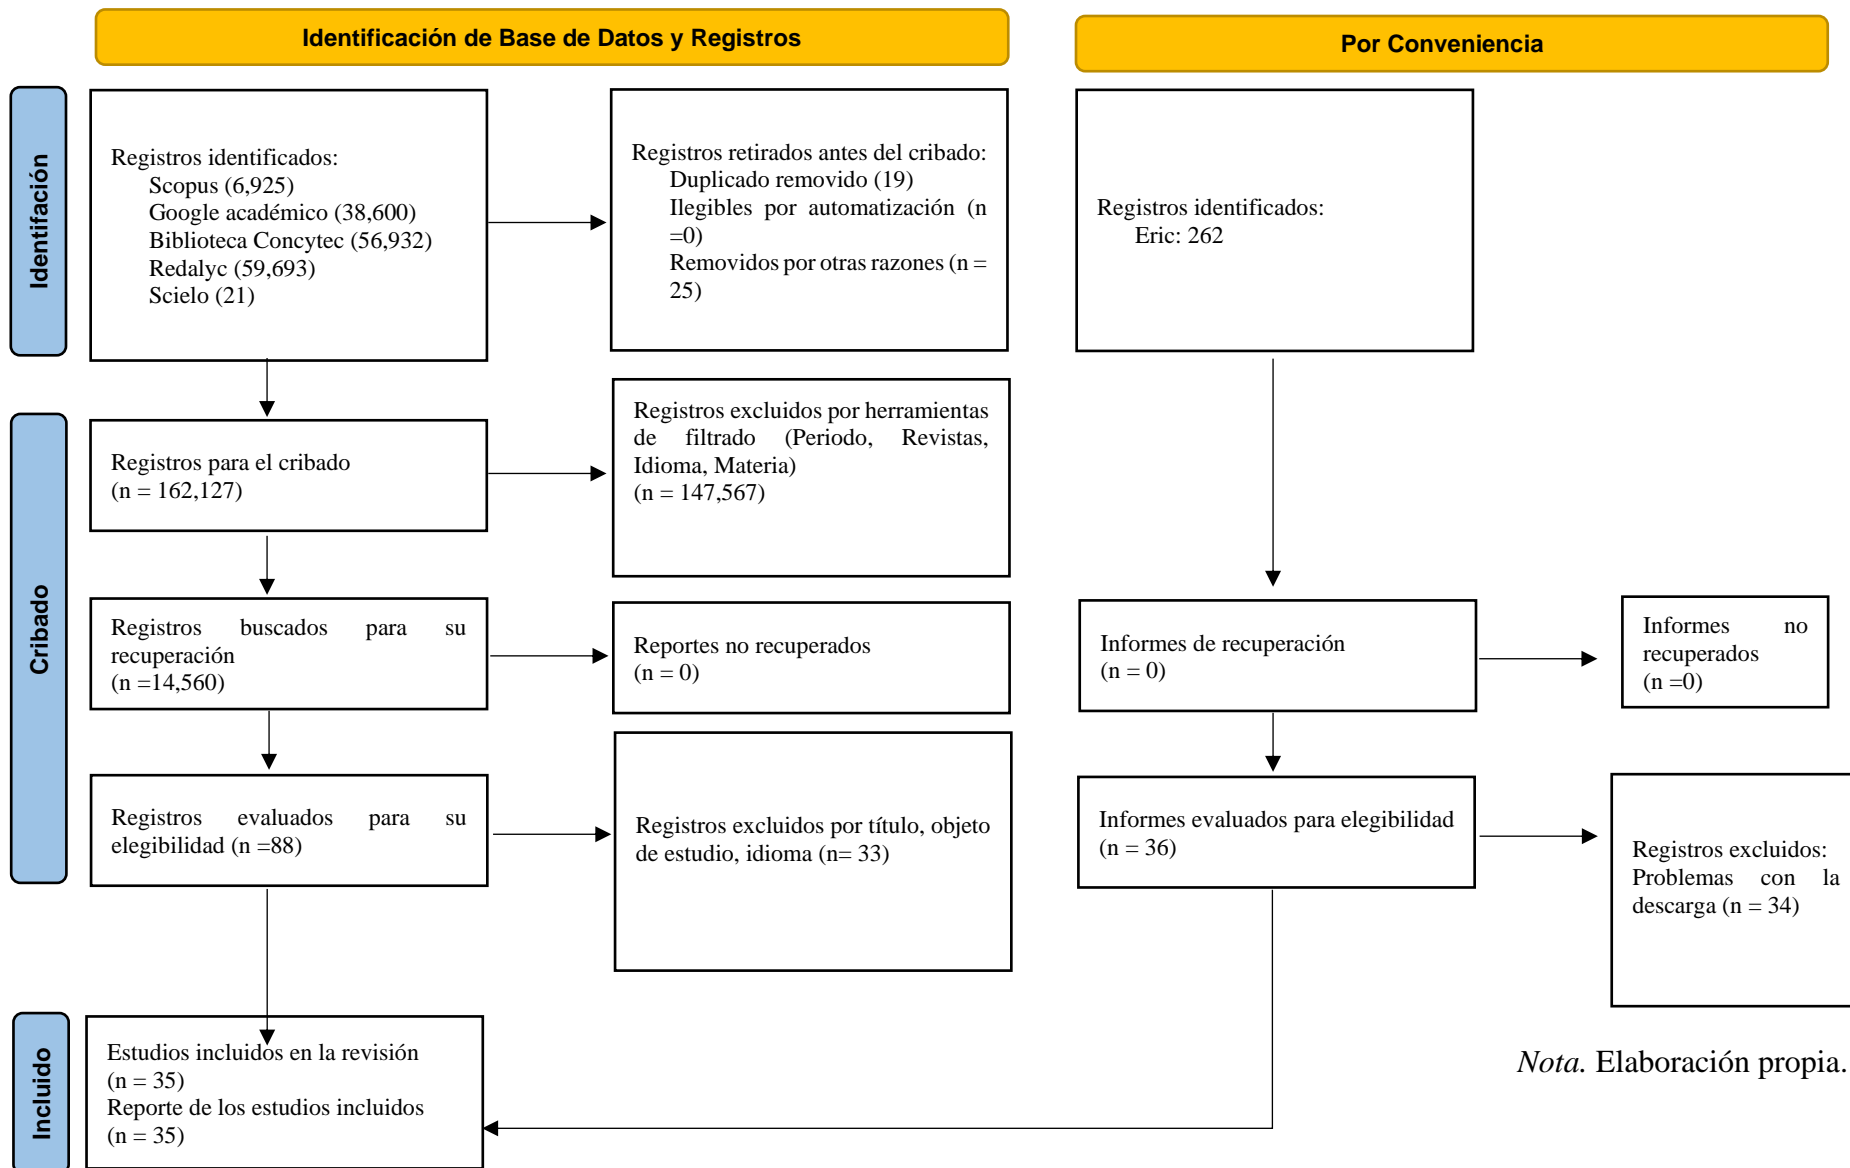 Identificación de Base de Datos y Registros
Por Conveniencia
Identifación
Registros identificados:
Scopus (6,925)
Google académico (38,600)
Biblioteca Concytec (56,932)
Redalyc (59,693)
Scielo (21)
Registros retirados antes del cribado:
Duplicado removido (19)
Ilegibles por automatización (n
=0)
Removidos por otras razones (n =
25)
Registros identificados:
Eric: 262
Cribado
Registros para el cribado
(n = 162,127)
Registros excluidos por herramientas
de filtrado (Periodo, Revistas,
Idioma, Materia)
(n = 147,567)
Registros buscados para su
recuperación
(n =14,560)
Reportes no recuperados
(n = 0)
Informes de recuperación
(n = 0)
Informes no
recuperados
(n =0)
Registros evaluados para su
elegibilidad (n =88)
Registros excluidos por título, objeto
de estudio, idioma (n= 33)
Informes evaluados para elegibilidad
(n = 36)
Registros excluidos:
Problemas con la
descarga (n = 34)
Incluido
Estudios incluidos en la revisión
(n = 35)
Reporte de los estudios incluidos
(n = 35)
Nota. Elaboración propia.